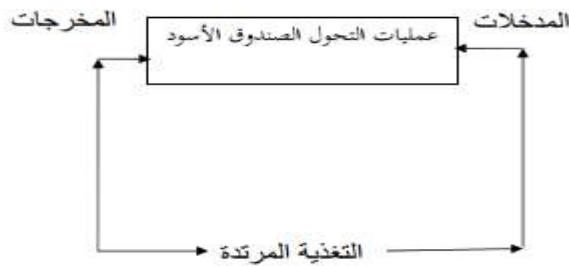 المدخلات
عمليات التحول الصندوق الأسود
المخرجات
التغذية المرتدة